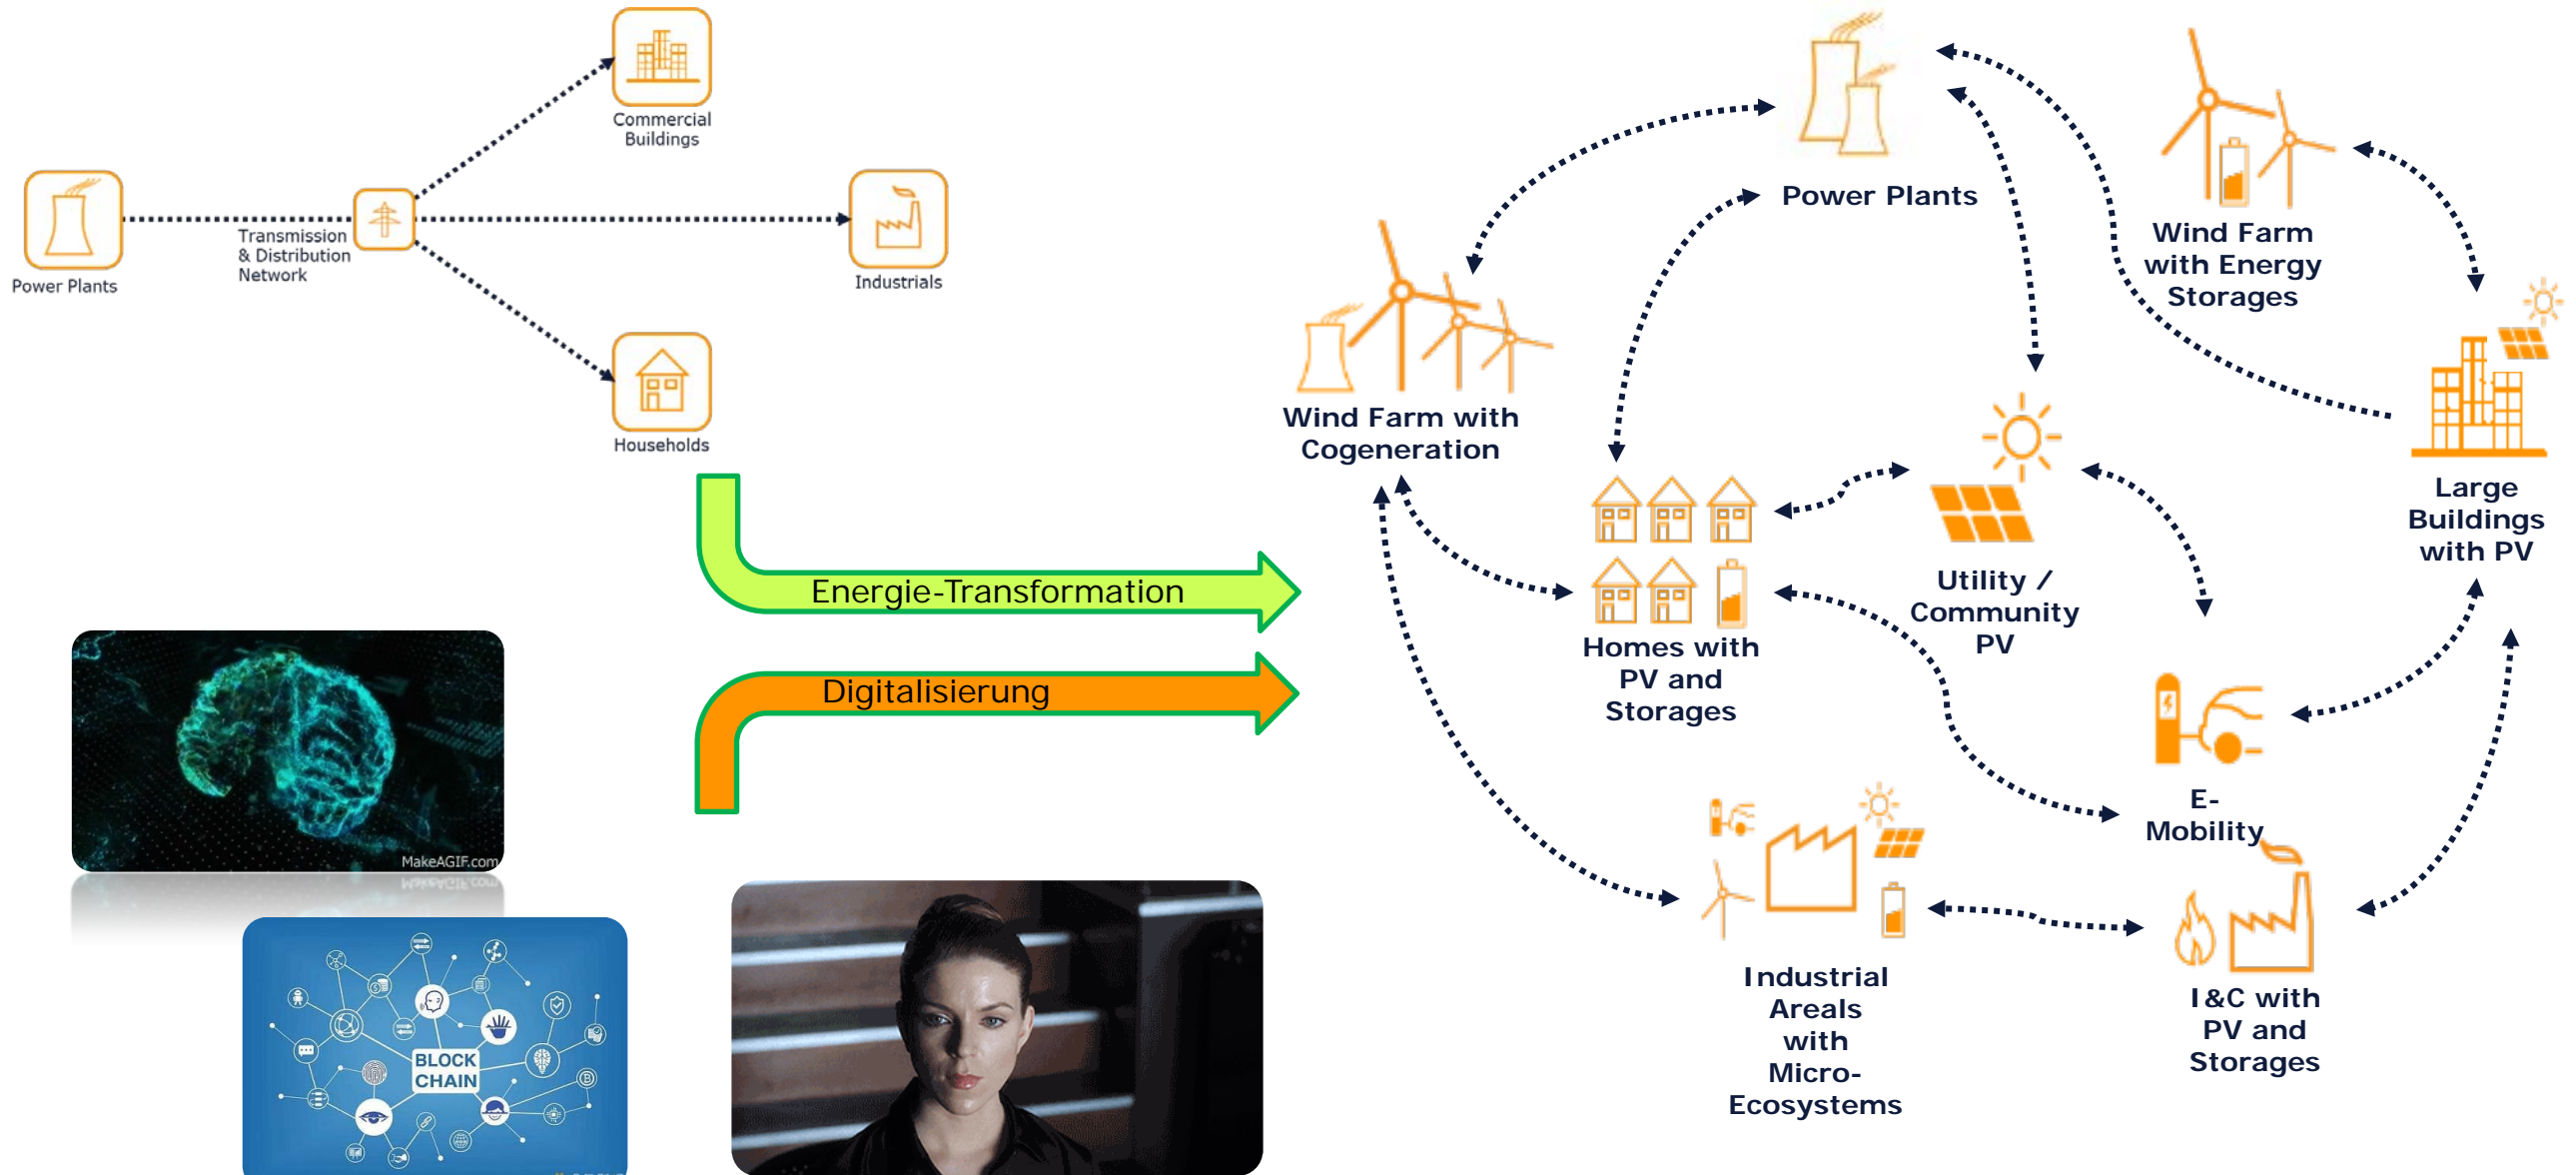 Commercial
Buildings
Power Plants
Transmission
& Distribution
Network
Industrials
Households
Energie-Transformation
Digitalisierung
MakeAGIF.com
BLOCK
CHAIN
Power Plants
Wind Farm
with Energy
Storages
Wind Farm with
Cogeneration
Large
Buildings
with PV
Utility /
Community
PV
Homes with
PV and
Storages
E-
Mobility
Industrial
Areals
with
Micro-
Ecosystems
I&C with
PV and
Storages